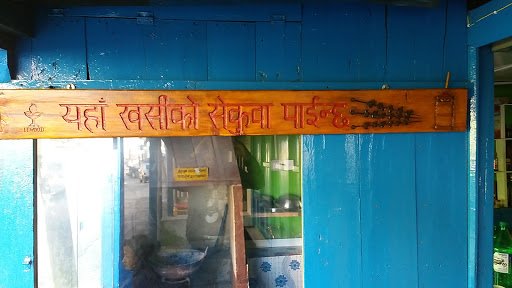 यहाँ खसीको सेकुवा पाईन्छ